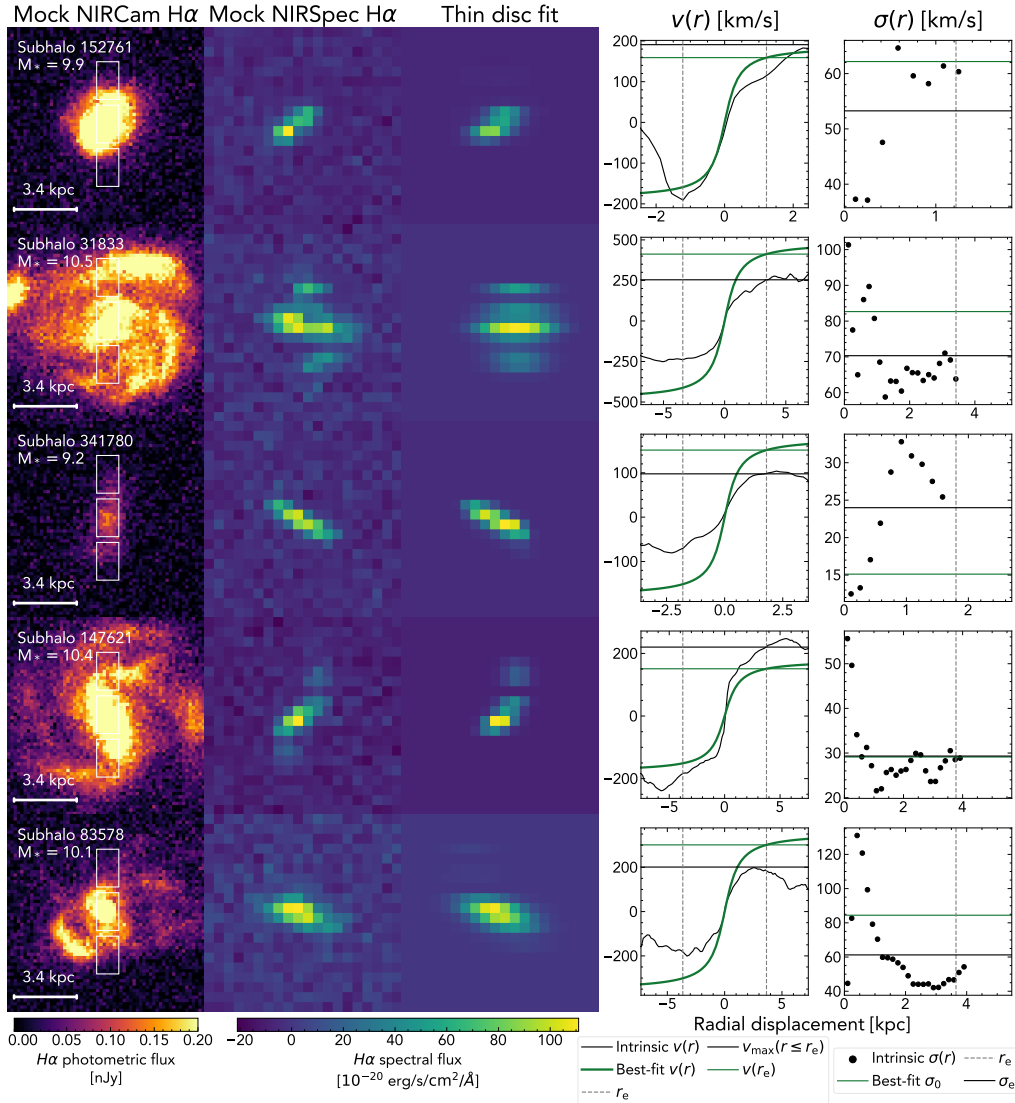 Mock NIRCam Hα Mock NIRSpec Hα Thin disc fit v(r) [km/s] σ(r) [km/s]
Subhalo 152761
M* = 9.9
3.4 kpc
200
150
100
50
0
−50
−100
−150
−200
−2 0 2
60
50
40
0 1
Subhalo 31833
M* = 10.5
3.4 kpc
500
250
0
−250
−500
−5 0 5
100
90
80
70
60
0 2 4
Subhalo 341780
M* = 9.2
3.4 kpc
100
0
−100
−2.5 0.0 2.5
30
25
20
15
0 1 2
Subhalo 147621
M* = 10.4
3.4 kpc
200
0
−200
−5 0 5
50
40
30
20
0 2 4
Subhalo 83578
M* = 10.1
3.4 kpc
400
200
0
−200
−5 0 5
120
100
80
60
40
0 2 4
Radial displacement [kpc]
0.00 0.05 0.10 0.15 0.20
Hα photometric flux
[nJy]
−20 0 20 40 60 80 100
Hα spectral flux
[10⁻²⁰ erg/s/cm²/Å]
Intrinsic v(r) vmax(r ≤ re)
Best-fit v(r) v(re)
re
Intrinsic σ(r) re
Best-fit σ0 σe